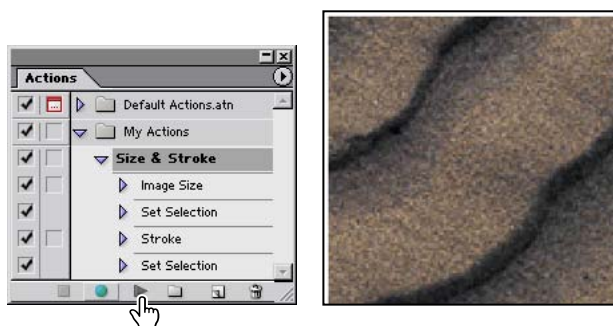 Actions
Default Actions.atn
My Actions
Size & Stroke
Image Size
Set Selection
Stroke
Set Selection